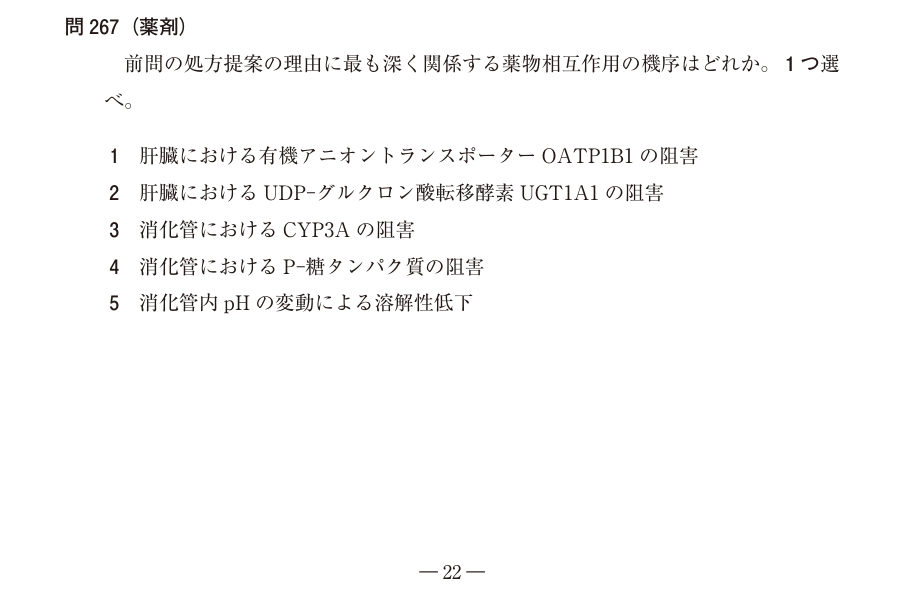 問 267（薬剤）
前問の処方提案の理由に最も深く関係する薬物相互作用の機序はどれか。1つ選
べ。
1 肝臓における有機アニオントランスポーター OATP1B1 の阻害
2 肝臓における UDP-グルクロン酸転移酵素 UGT1A1 の阻害
3 消化管における CYP3A の阻害
4 消化管における P-糖タンパク質の阻害
5 消化管内 pH の変動による溶解性低下
— 22 —